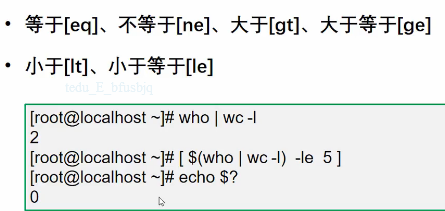 • 等于[eq]、不等于[ne]、大于[gt]、大于等于[ge]
• 小于[lt]、小于等于[le]
tedu_E_bfusbjq
[root@localhost ~]# who | wc -l
2
[root@localhost ~]# [ $(who | wc -l)  -le  5 ]
[root@localhost ~]# echo $?
0